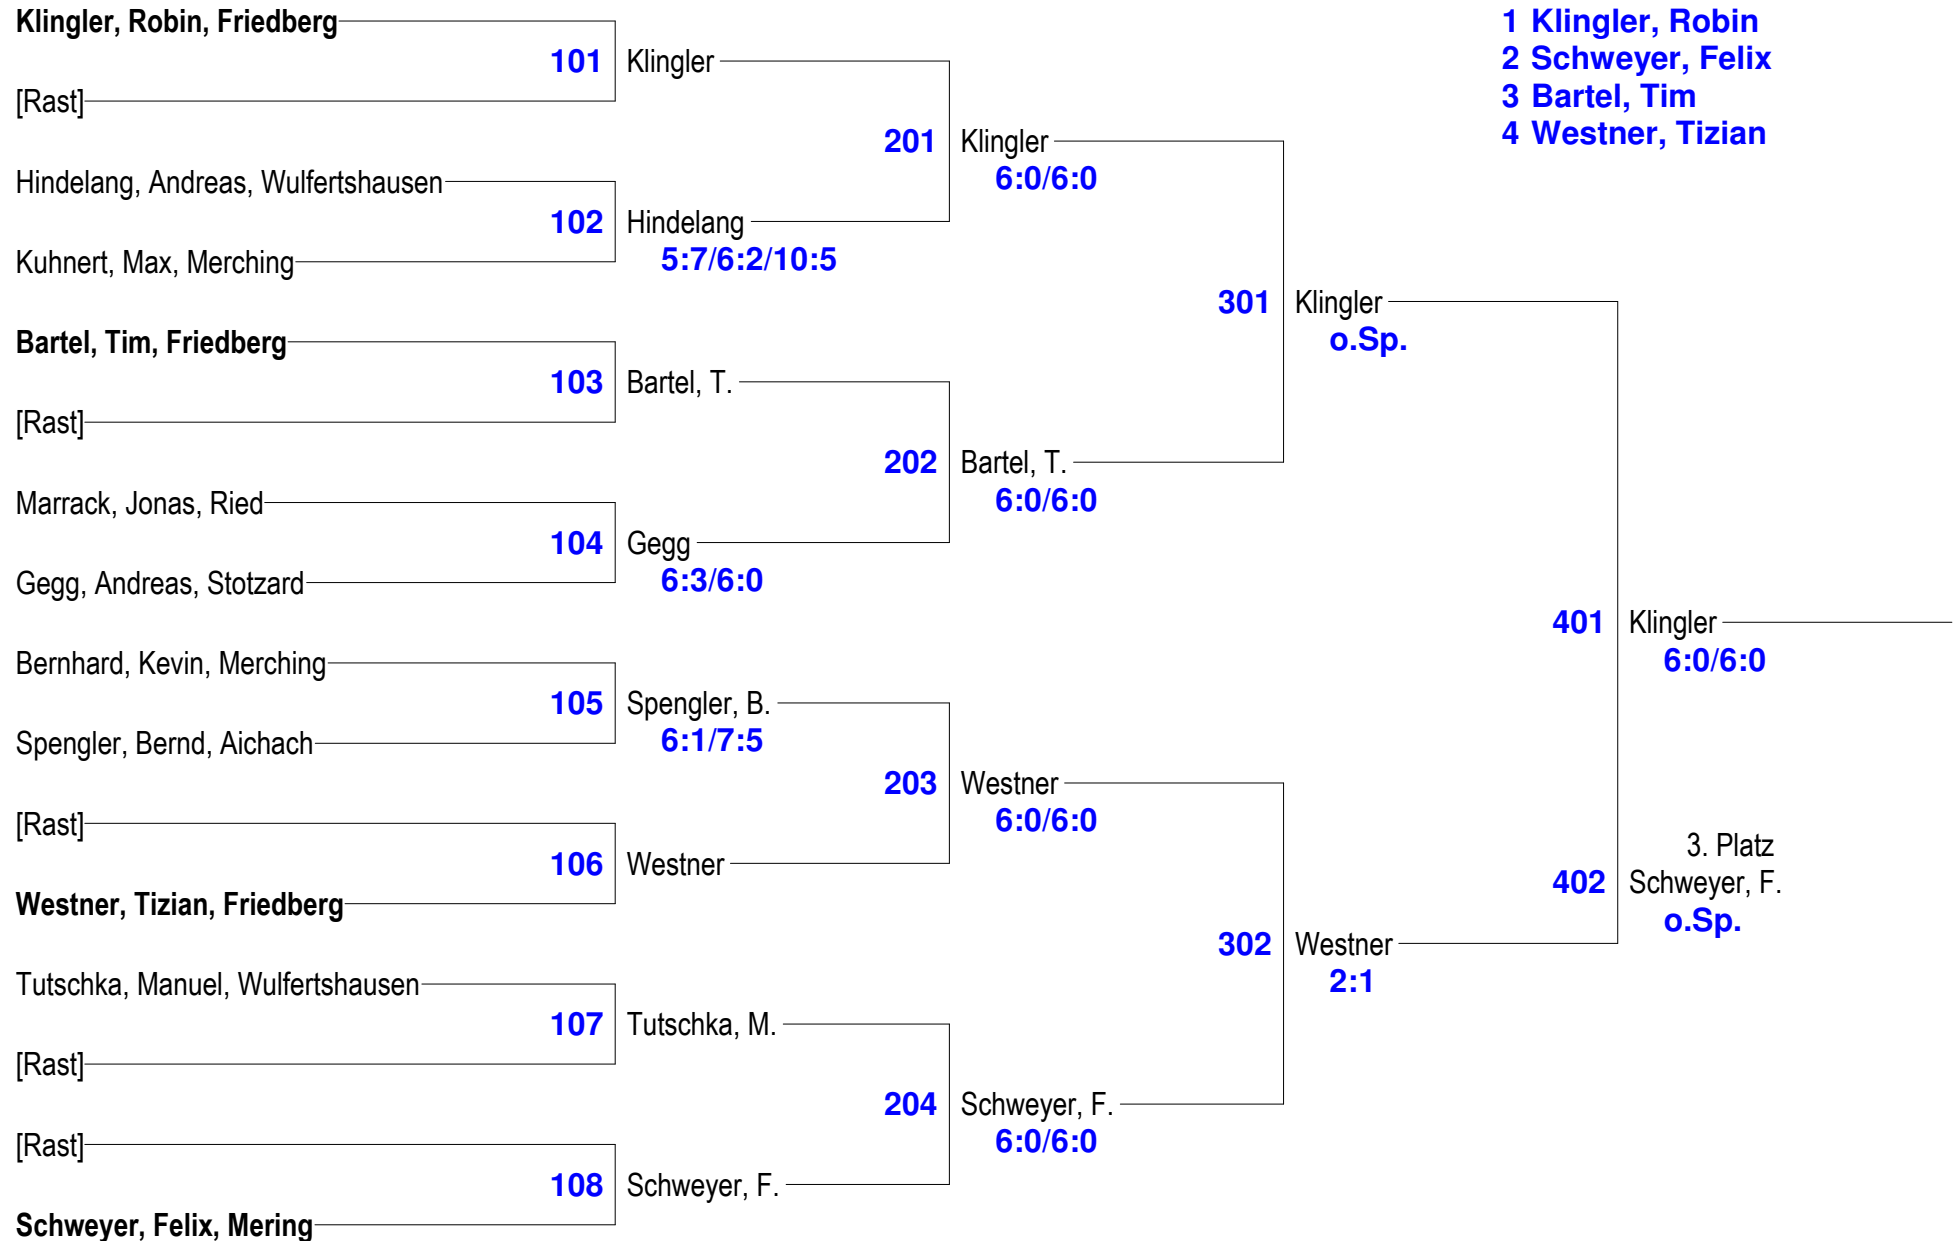 Klingler, Robin, Friedberg
101 Klingler
[Rast]
201 Klingler
6:0/6:0
Hindelang, Andreas, Wulfertshausen
102 Hindelang
5:7/6:2/10:5
Kuhnert, Max, Merching
301 Klingler
o.Sp.
Bartel, Tim, Friedberg
103 Bartel, T.
[Rast]
202 Bartel, T.
6:0/6:0
Marrack, Jonas, Ried
104 Gegg
6:3/6:0
Gegg, Andreas, Stotzard
401 Klingler
6:0/6:0
Bernhard, Kevin, Merching
105 Spengler, B.
6:1/7:5
Spengler, Bernd, Aichach
203 Westner
6:0/6:0
[Rast]
106 Westner
Westner, Tizian, Friedberg
3. Platz
402 Schweyer, F.
o.Sp.
302 Westner
2:1
Tutschka, Manuel, Wulfertshausen
107 Tutschka, M.
[Rast]
204 Schweyer, F.
6:0/6:0
[Rast]
108 Schweyer, F.
Schweyer, Felix, Mering
1 Klingler, Robin
2 Schweyer, Felix
3 Bartel, Tim
4 Westner, Tizian